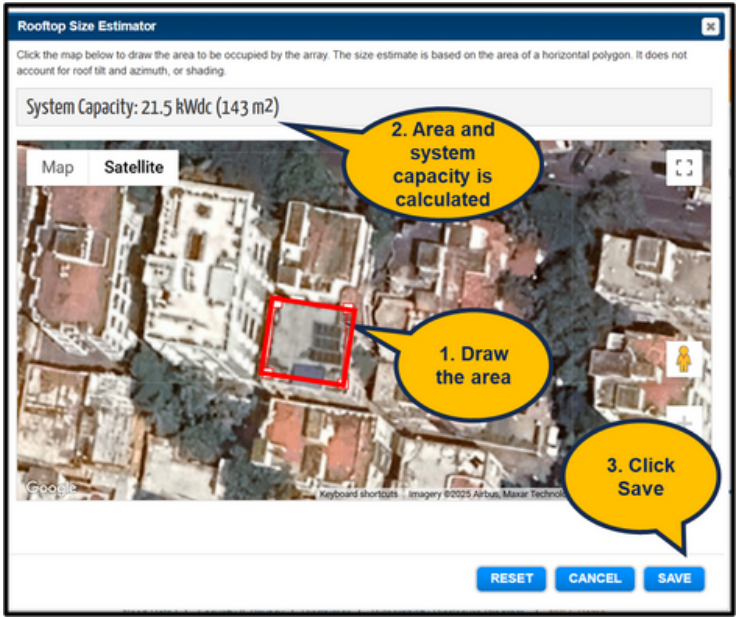 Rooftop Size Estimator
Click the map below to draw the area to be occupied by the array. The size estimate is based on the area of a horizontal polygon. It does not
account for roof tilt and azimuth, or shading.
System Capacity: 21.5 kWdc (143 m2)
2. Area and
system
capacity is
calculated
Map Satellite
1. Draw
the area
3. Click
Save
Google
Keyboard shortcuts Imagery ©2025 Airbus, Maxar
RESET CANCEL SAVE